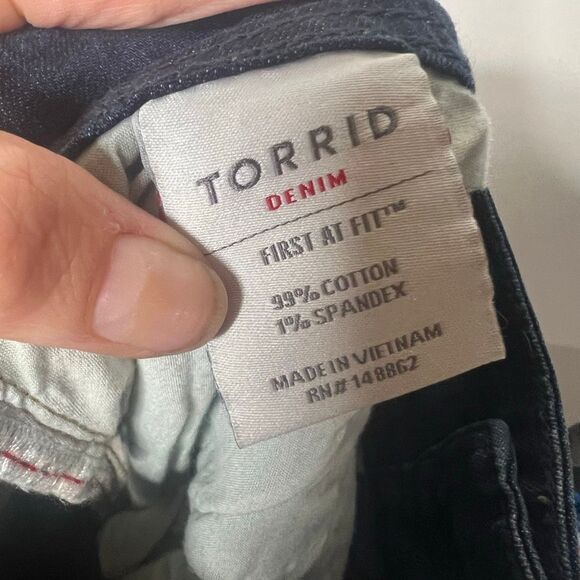 TORRID
DENIM
FIRST AT FIT™
99% COTTON
1% SPANDEX
MADE IN VIETNAM
RN# 148862